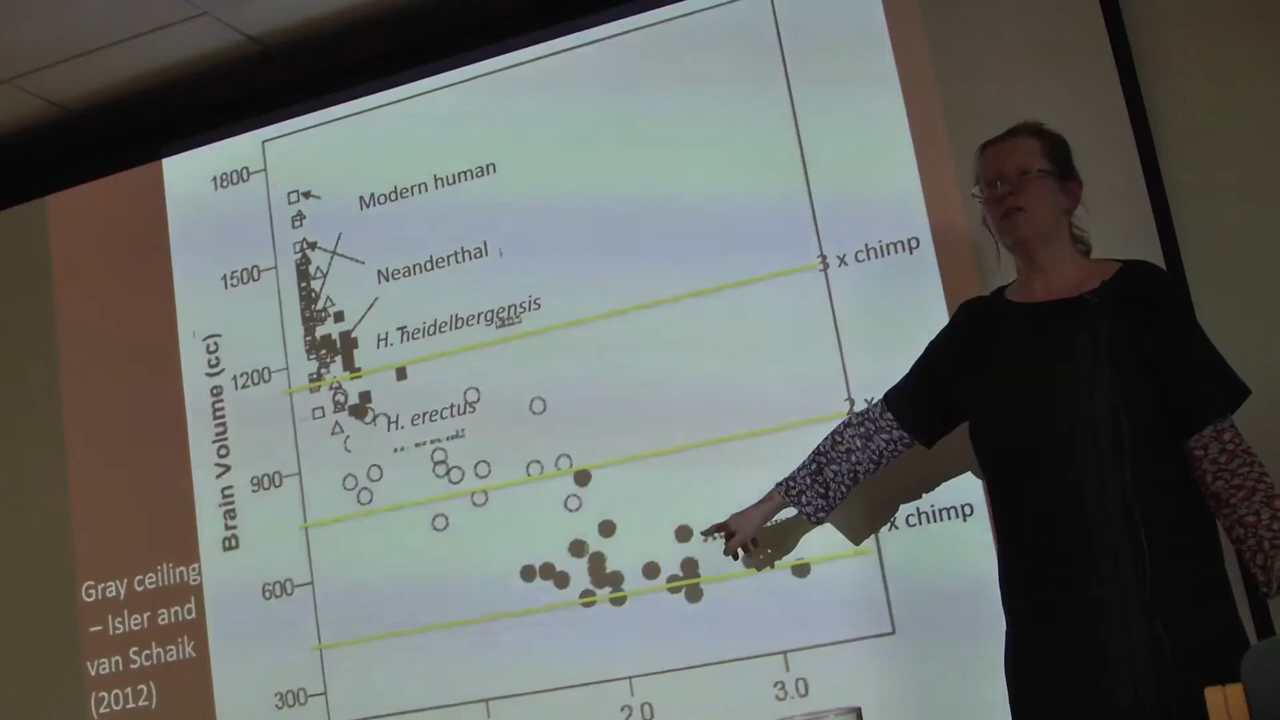 1800
Modern human
1500
Neanderthal
3 x chimp
H. heidelbergensis
1200
2 x
H. erectus
Brain Volume (cc)
900
x chimp
600
Gray ceiling
– Isler and
van Schaik
(2012)
300
2.0
3.0